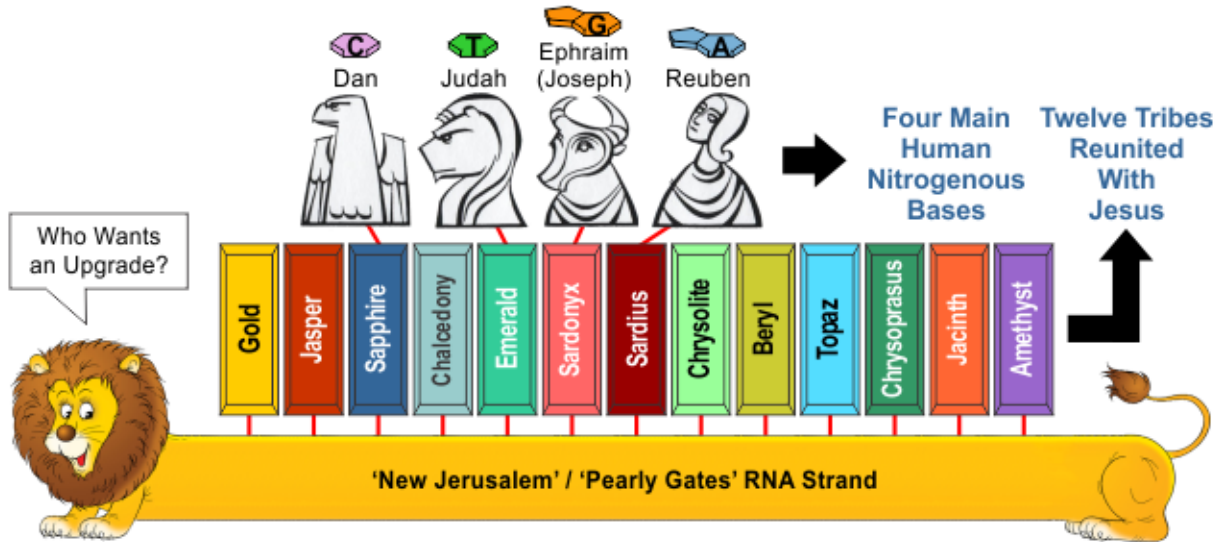 C
T
G
A
Dan
Judah
Ephraim
(Joseph)
Reuben
Four Main
Human
Nitrogenous
Bases
Twelve Tribes
Reunited
With
Jesus
Who Wants
an Upgrade?
Gold
Jasper
Sapphire
Chalcedony
Emerald
Sardonyx
Sardius
Chrysolite
Beryl
Topaz
Chrysoprasus
Jacinth
Amethyst
‘New Jerusalem’ / ‘Pearly Gates’ RNA Strand